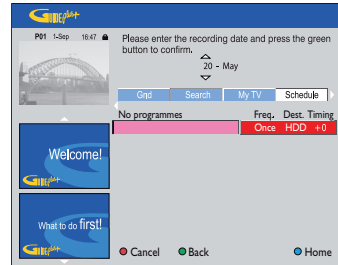 GUIDE plus+
P01 1-Sep 16:47
Please enter the recording date and press the green
button to confirm.
20 - May
Grid Search My TV Schedule
No programmes Freq. Dest. Timing
Once HDD +0
Welcome!
GUIDE plus+
What to do first!
GUIDE plus+
Cancel Back Home